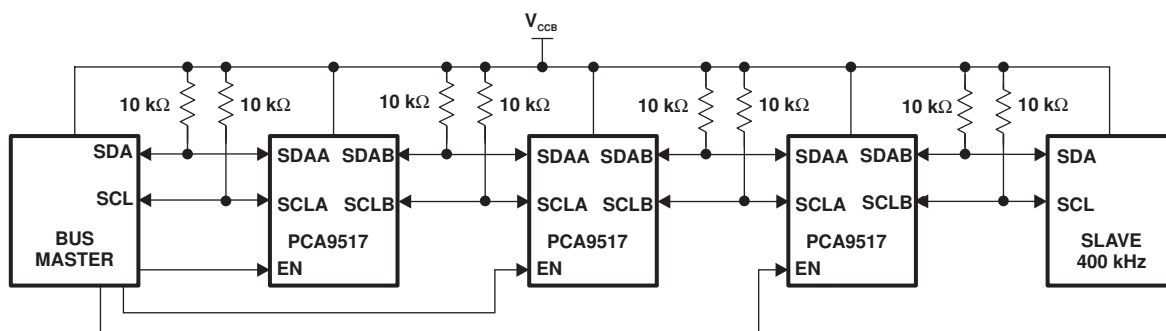 V CCB
10 kΩ 10 kΩ 10 kΩ 10 kΩ 10 kΩ 10 kΩ 10 kΩ 10 kΩ
SDA SDAA SDAB SDAA SDAB SDAA SDAB SDA
SCL SCLA SCLB SCLA SCLB SCLA SCLB SCL
BUS MASTER
PCA9517
EN
PCA9517
EN
PCA9517
EN
SLAVE
400 kHz